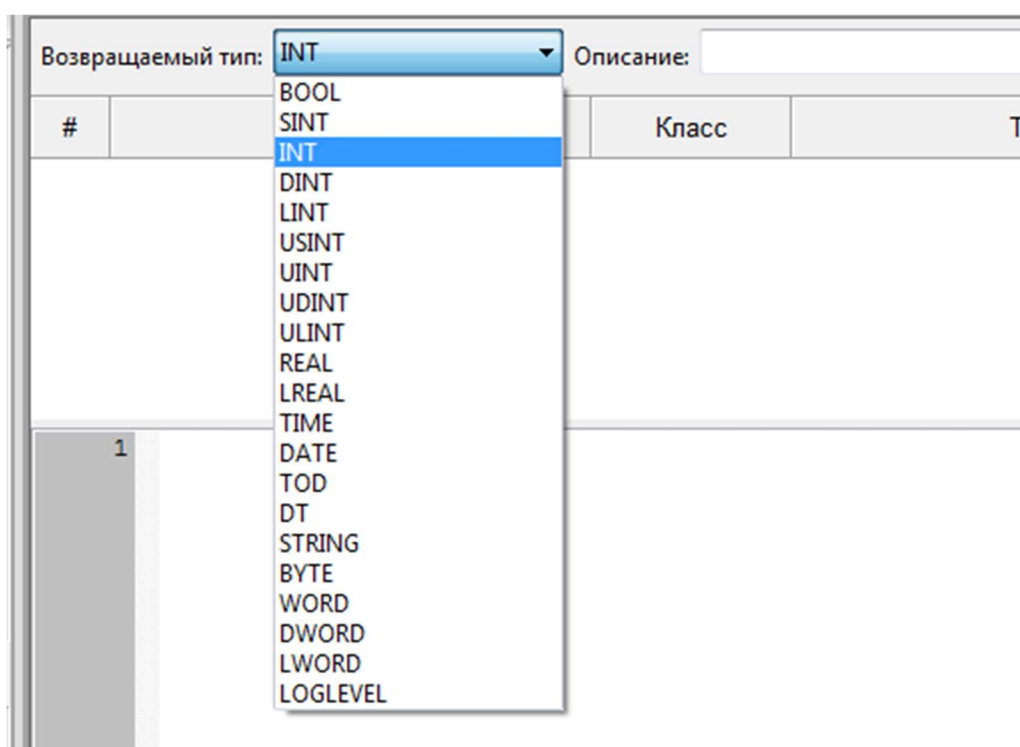 Возвращаемый тип: INT Описание:
BOOL
# SINT Класс Т
INT
DINT
LINT
USINT
UINT
UDINT
ULINT
REAL
LREAL
TIME
1 DATE
TOD
DT
STRING
BYTE
WORD
DWORD
LWORD
LOGLEVEL